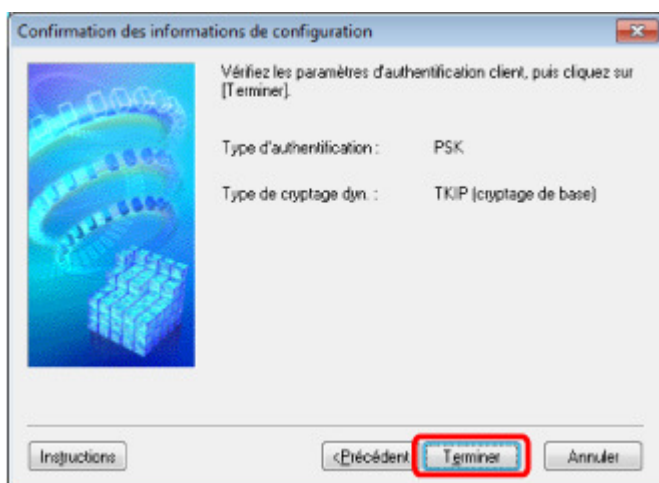 Confirmation des informations de configuration
Vérifiez les paramètres d'authentification client, puis cliquez sur
[Terminer].
Type d'authentification : PSK
Type de cryptage dyn. : TKIP (cryptage de base)
Instructions <Précédent Terminer Annuler